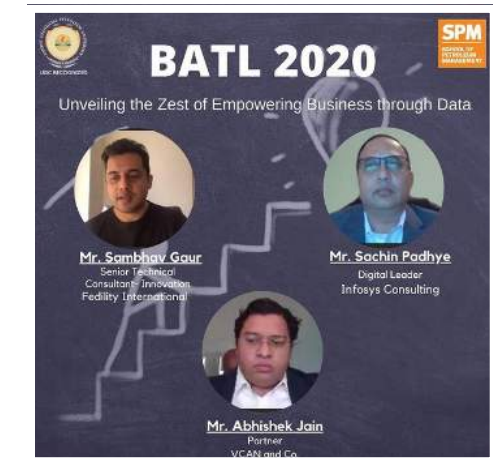 SPM
SCHOOL OF
PETROLEUM
MANAGEMENT
UGC RECOGNIZED
BATL 2020
Unveiling the Zest of Empowering Business through Data
Mr. Sambhav Gaur
Senior Technical
Consultant- Innovation
Fedility International
Mr. Sachin Padhye
Digital Leader
Infosys Consulting
Mr. Abhishek Jain
Partner
VCAN and Co.